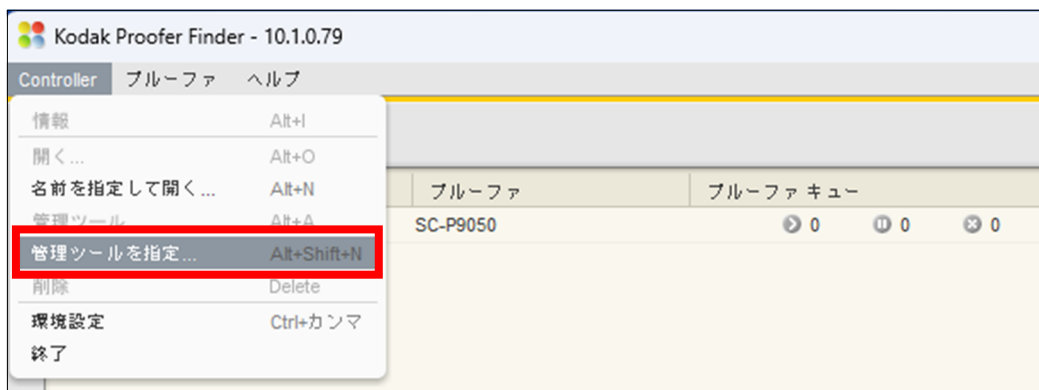 Kodak Proofer Finder - 10.1.0.79
Controller プルーファ ヘルプ
情報 Alt+I
開く... Alt+O
名前を指定して開く... Alt+N
管理ツール Alt+A
管理ツールを指定... Alt+Shift+N
削除 Delete
環境設定 Ctrl+カンマ
終了
プルーファ プルーファ キュー
SC-P9050 0 0 0